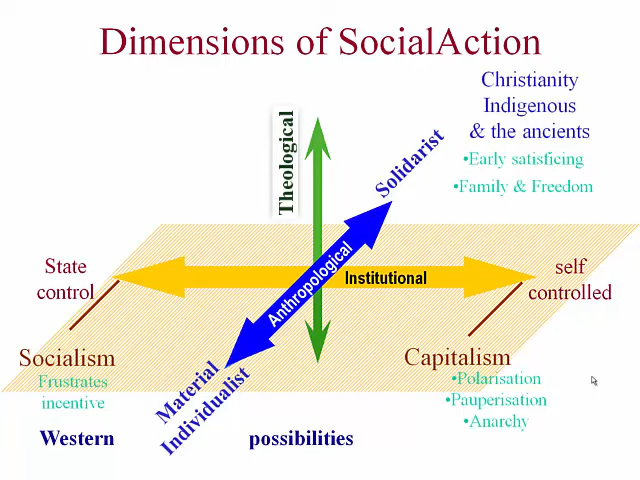 Dimensions of SocialAction
Christianity
Indigenous
& the ancients
•Early satisficing
•Family & Freedom
Theological
Solidarist
Anthropological
Institutional
State
control
self
controlled
Socialism
Frustrates
incentive
Material
Individualist
Capitalism
•Polarisation
•Pauperisation
•Anarchy
Western possibilities